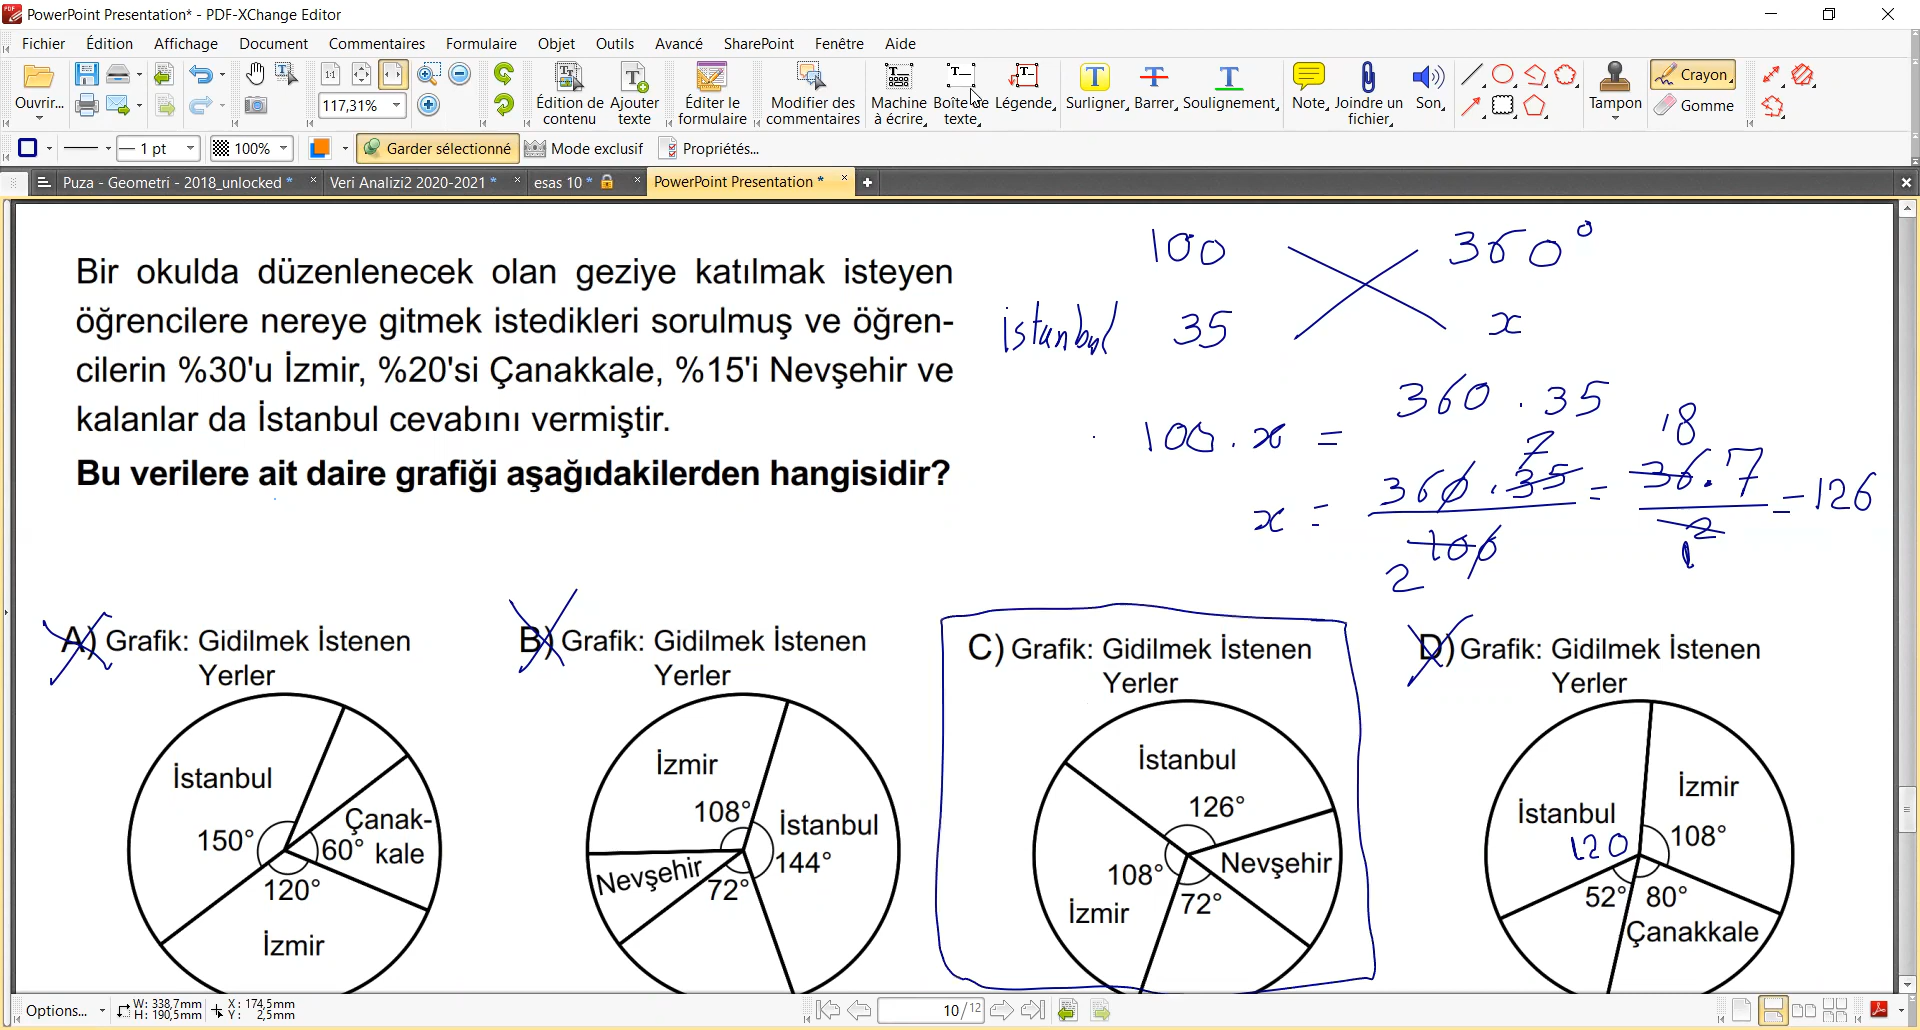 PowerPoint Presentation* - PDF-XChange Editor
Fichier Édition Affichage Document Commentaires Formulaire Objet Outils Avancé SharePoint Fenêtre Aide
Ouvrir...
117,31%
Édition de contenu
Ajouter texte
Éditer le formulaire
Modifier des commentaires
Machine à écrire
Boîte de texte
Légende
Surligner
Barrer
Soulignement
Note
Joindre un fichier
Son
Tampon
Crayon
Gomme
1 pt 100% Garder sélectionné Mode exclusif Propriétés...
Puza - Geometri - 2018_unlocked * Veri Analizi2 2020-2021 * esas 10 * PowerPoint Presentation *
Bir okulda düzenlenecek olan geziye katılmak isteyen
öğrencilere nereye gitmek istedikleri sorulmuş ve öğren-
cilerin %30'u İzmir, %20'si Çanakkale, %15'i Nevşehir ve
kalanlar da İstanbul cevabını vermiştir.
Bu verilere ait daire grafiği aşağıdakilerden hangisidir?
100 360°
istanbul 35 x
100 . x = 360 . 35
x = 360 . 35 / 100 = 36 . 7 / 2 = 126
7
2
18
1
A) Grafik: Gidilmek İstenen
Yerler
İstanbul
150°
Çanak-
60° kale
120°
İzmir
B) Grafik: Gidilmek İstenen
Yerler
İzmir
108°
İstanbul
144°
Nevşehir
72°
C) Grafik: Gidilmek İstenen
Yerler
İstanbul
126°
Nevşehir
108°
72°
İzmir
D) Grafik: Gidilmek İstenen
Yerler
İzmir
İstanbul
120
108°
52° 80°
Çanakkale
Options... W: 338,7mm X: 174,5mm
H: 190,5mm Y: 2,5mm
10/12